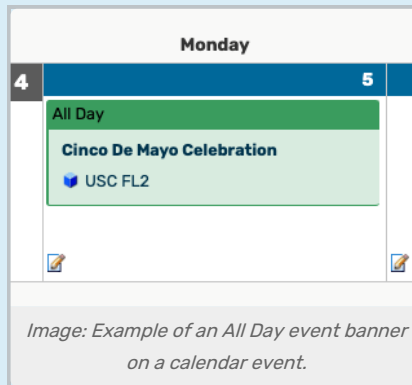 Monday
4
5
All Day
Cinco De Mayo Celebration
USC FL2
Image: Example of an All Day event banner
on a calendar event.